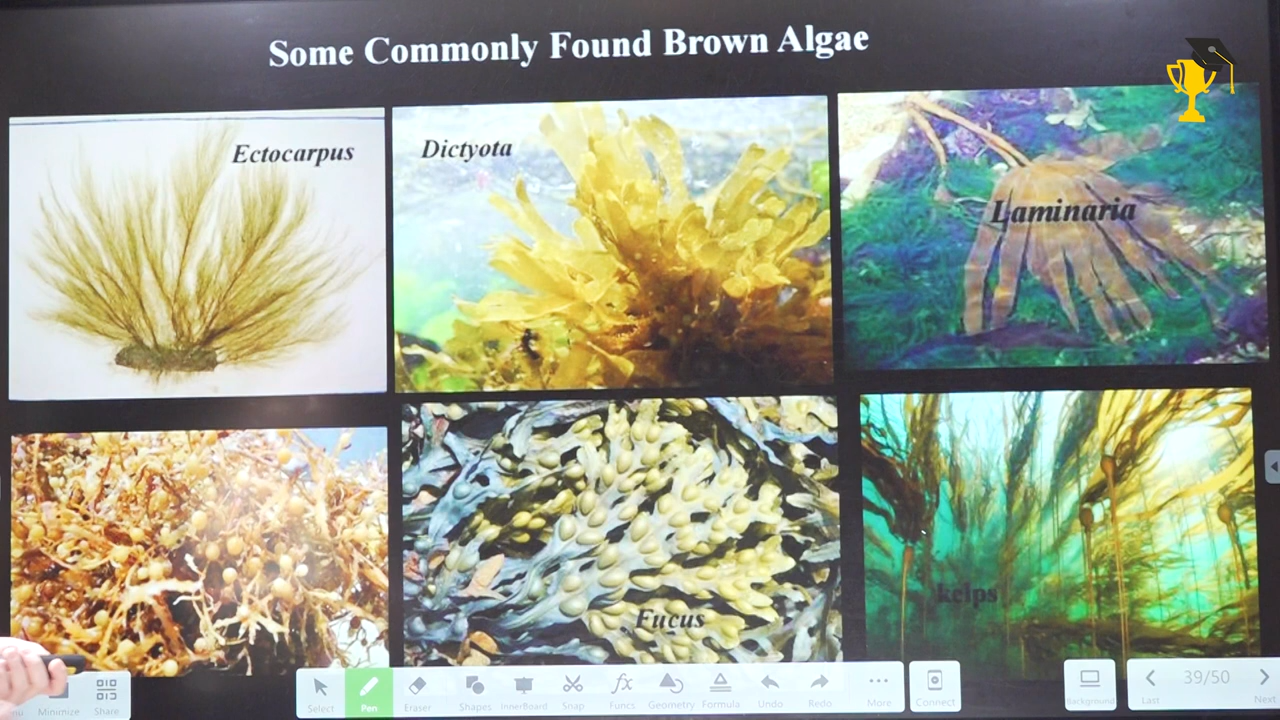 Some Commonly Found Brown Algae
Ectocarpus
Dictyota
Laminaria
Fucus
kelps
Minimize
Share
Select
Pen
Eraser
Shapes
InnerBoard
Snap
Funcs
Geometry
Formula
Undo
Redo
More
Connect
Background
Last
39/50
Next